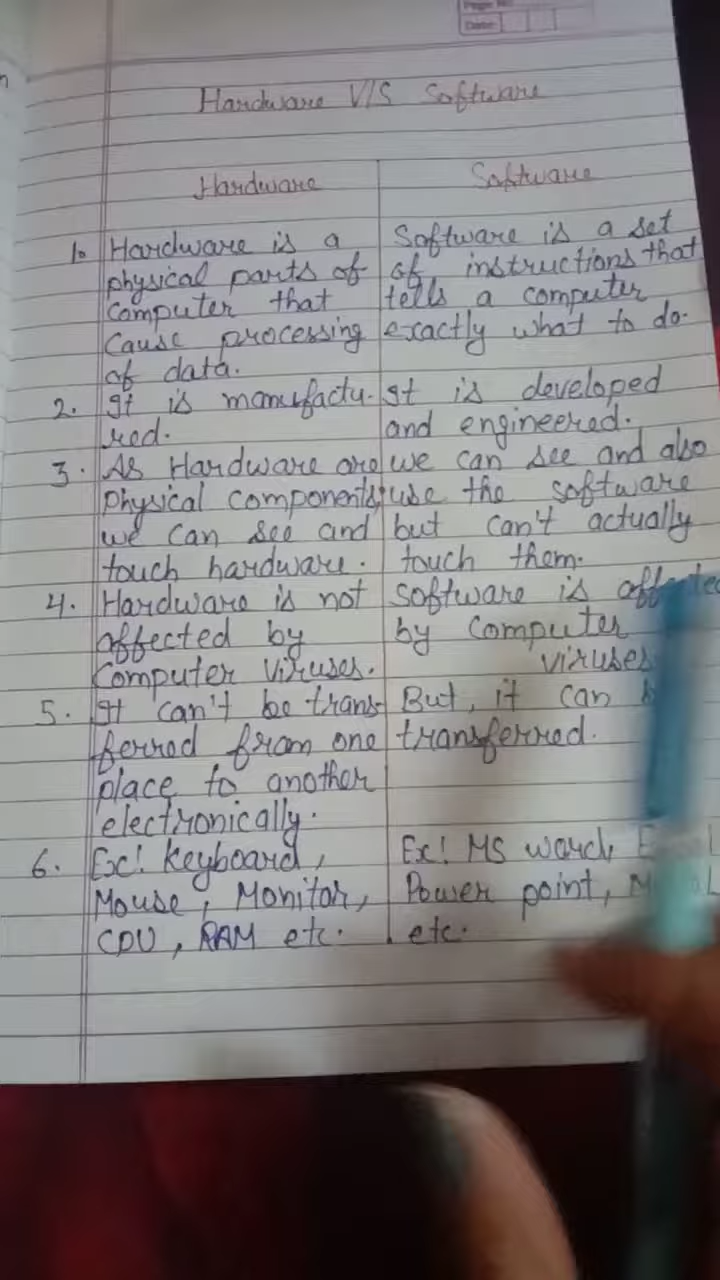 Page No.
Date
Hardware V/S Software
Hardware
Software
1. Hardware is a
physical parts of
computer that
cause processing
of data.
Software is a set
of instructions that
tells a computer
exactly what to do.
2. It is manufactu-
red.
It is developed
and engineered.
3. As Hardware are
physical components,
we can see and
touch hardware.
we can see and also
use the software
but can't actually
touch them.
4. Hardware is not
affected by
computer viruses.
Software is affected
by computer
viruses
5. It can't be trans-
ferred from one
place to another
electronically.
But, it can
transferred.
6. Ex! Keyboard,
Mouse, Monitor,
CPU, RAM etc.
Ex! MS word,
Power point,
etc.